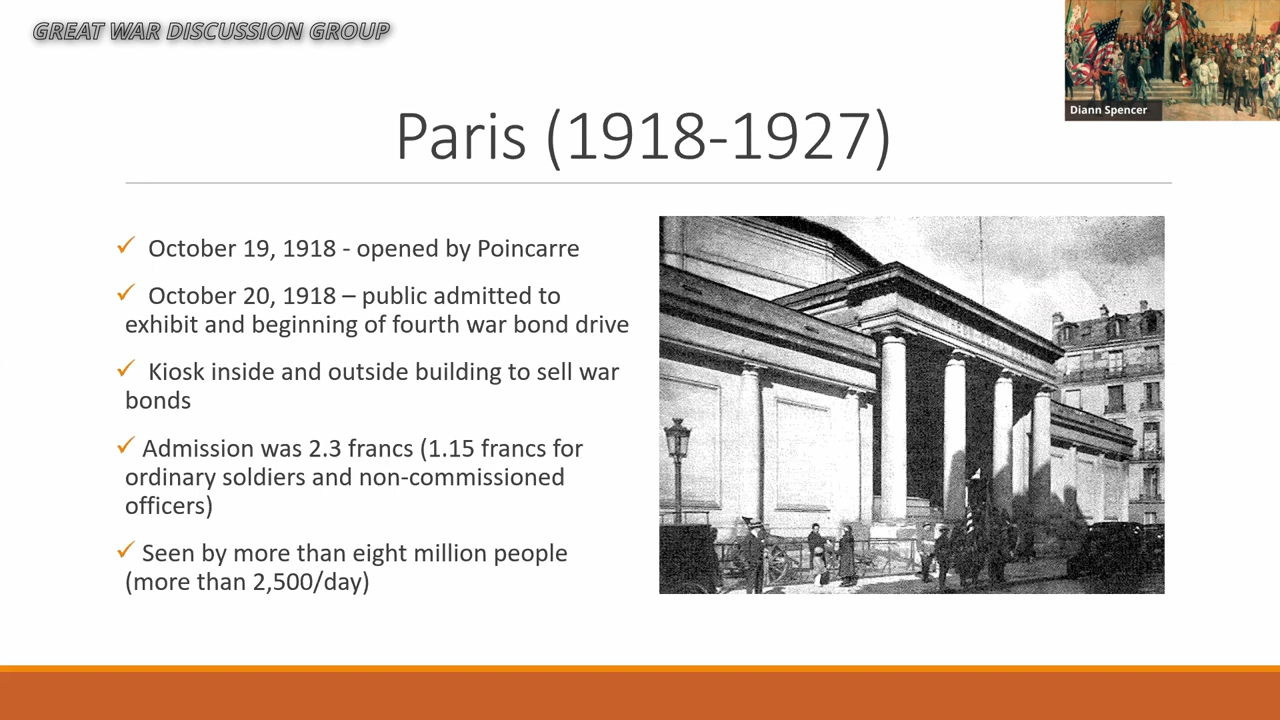 GREAT WAR DISCUSSION GROUP
Diann Spencer
Paris (1918-1927)
✓ October 19, 1918 - opened by Poincarre
✓ October 20, 1918 – public admitted to
exhibit and beginning of fourth war bond drive
✓ Kiosk inside and outside building to sell war
bonds
✓ Admission was 2.3 francs (1.15 francs for
ordinary soldiers and non-commissioned
officers)
✓ Seen by more than eight million people
(more than 2,500/day)